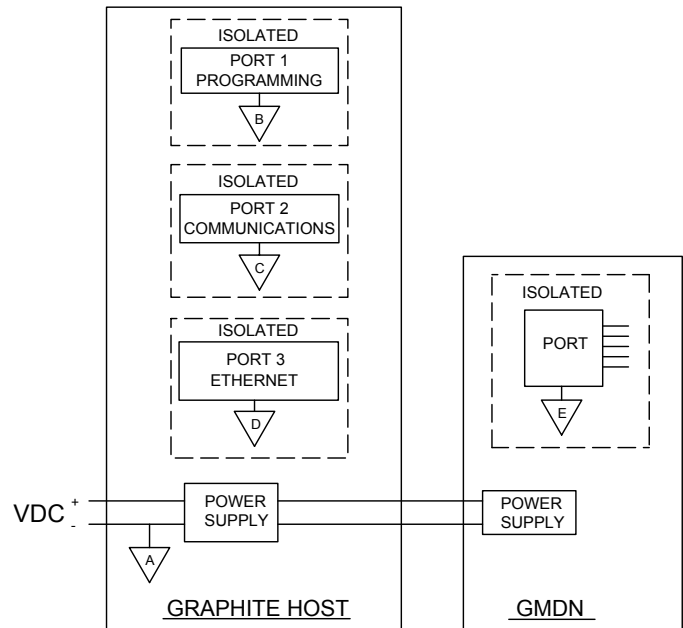 ISOLATED
PORT 1
PROGRAMMING
B
ISOLATED
PORT 2
COMMUNICATIONS
C
ISOLATED
PORT 3
ETHERNET
D
ISOLATED
PORT
E
VDC + -
POWER
SUPPLY
POWER
SUPPLY
A
GRAPHITE HOST
GMDN